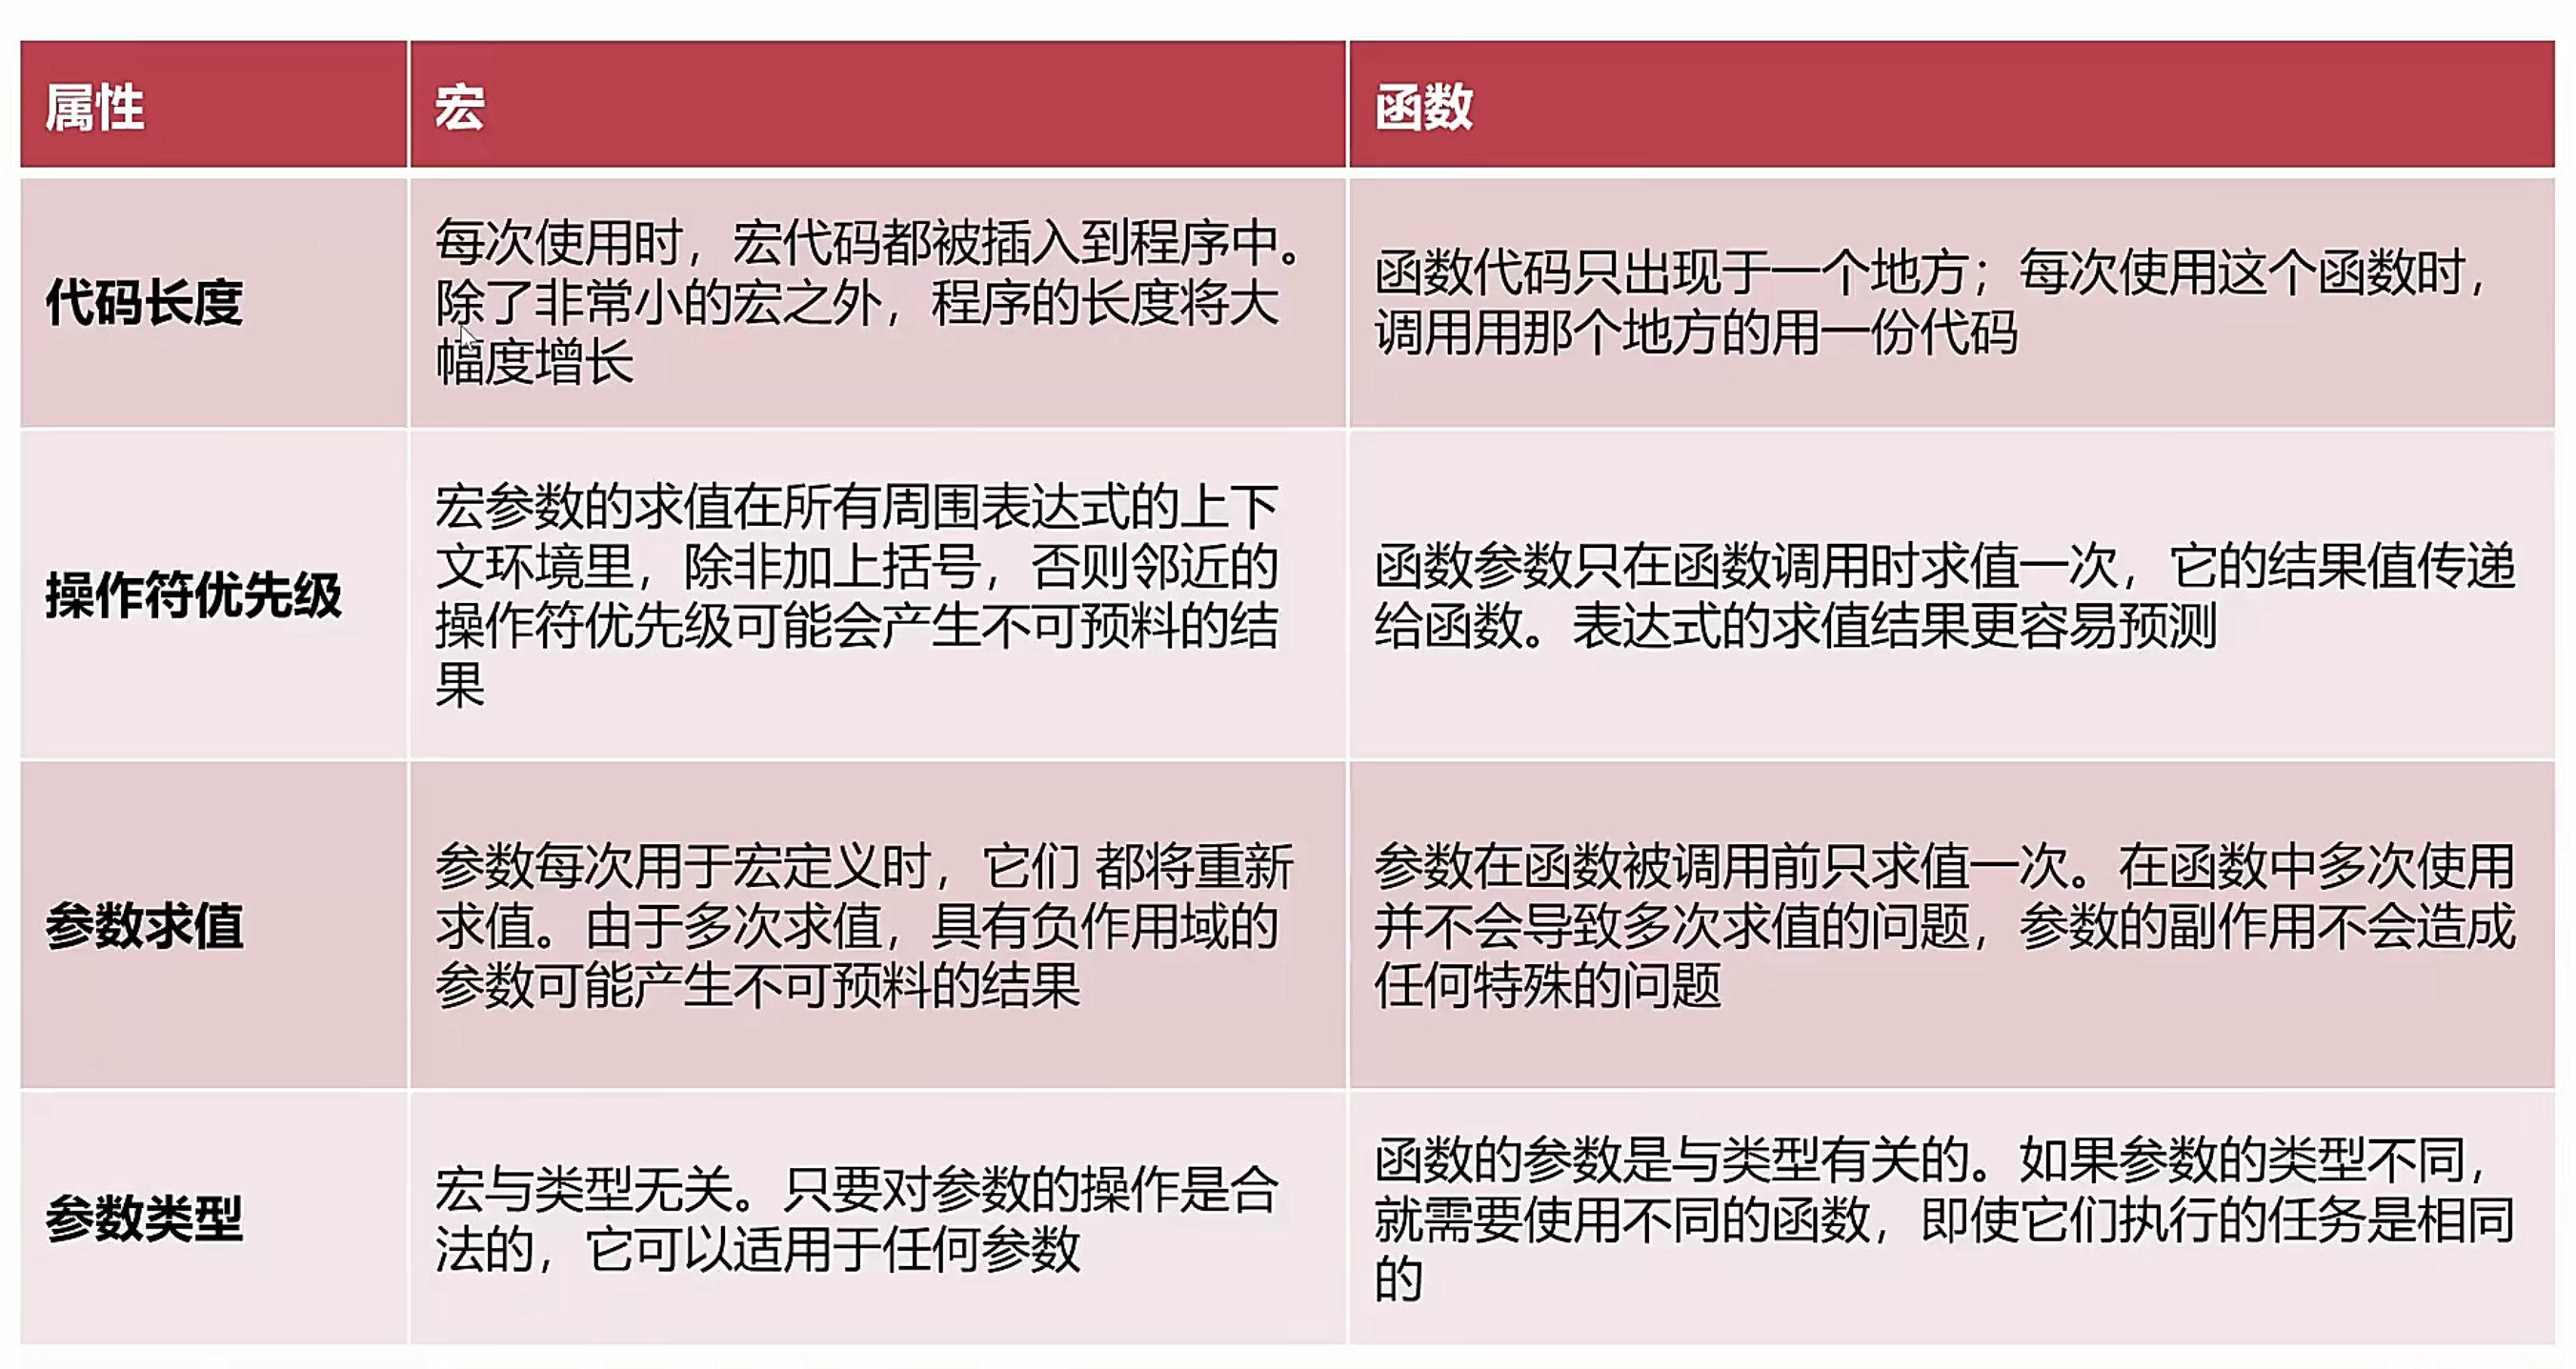 属性
宏
函数
代码长度
每次使用时，宏代码都被插入到程序中。
除了非常小的宏之外，程序的长度将大
幅度增长
函数代码只出现于一个地方；每次使用这个函数时，
调用用那个地方的用一份代码
操作符优先级
宏参数的求值在所有周围表达式的上下
文环境里，除非加上括号，否则邻近的
操作符优先级可能会产生不可预料的结
果
函数参数只在函数调用时求值一次，它的结果值传递
给函数。表达式的求值结果更容易预测
参数求值
参数每次用于宏定义时，它们 都将重新
求值。由于多次求值，具有负作用域的
参数可能产生不可预料的结果
参数在函数被调用前只求值一次。在函数中多次使用
并不会导致多次求值的问题，参数的副作用不会造成
任何特殊的问题
参数类型
宏与类型无关。只要对参数的操作是合
法的，它可以适用于任何参数
函数的参数是与类型有关的。如果参数的类型不同，
就需要使用不同的函数，即使它们执行的任务是相同
的